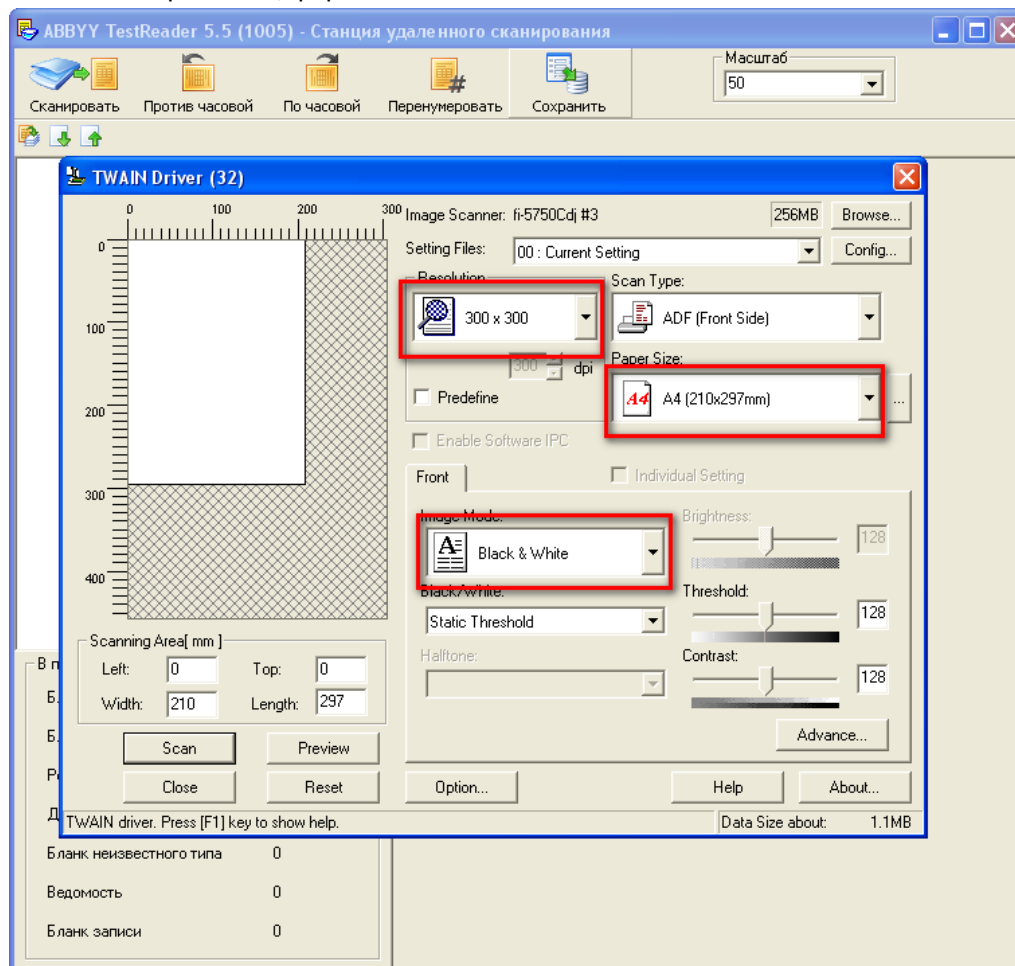 ABBYY TestReader 5.5 (1005) - Станция удаленного сканирования
Масштаб
50
Сканировать Против часовой По часовой Перенумеровать Сохранить
TWAIN Driver (32)
0 100 200 300
Image Scanner: fi-5750Cdj #3 256MB Browse...
0
Setting Files: 00 : Current Setting Config...
Resolution Scan Type:
300 x 300 ADF (Front Side)
100
300 dpi Paper Size:
Predefine A4 A4 (210x297mm) ...
200
Enable Software IPC
Front Individual Setting
300
Image Mode: Brightness:
A Black & White 128
400
Black/White: Threshold:
Static Threshold 128
Scanning Area[ mm ]
Halftone: Contrast:
В п
Left: 0 Top: 0 128
Б
Width: 210 Length: 297
Б
Advance...
Scan Preview
Close Reset Option... Help About...
Д
TWAIN driver. Press [F1] key to show help. Data Size about: 1.1MB
Бланк неизвестного типа 0
Ведомость 0
Бланк записи 0